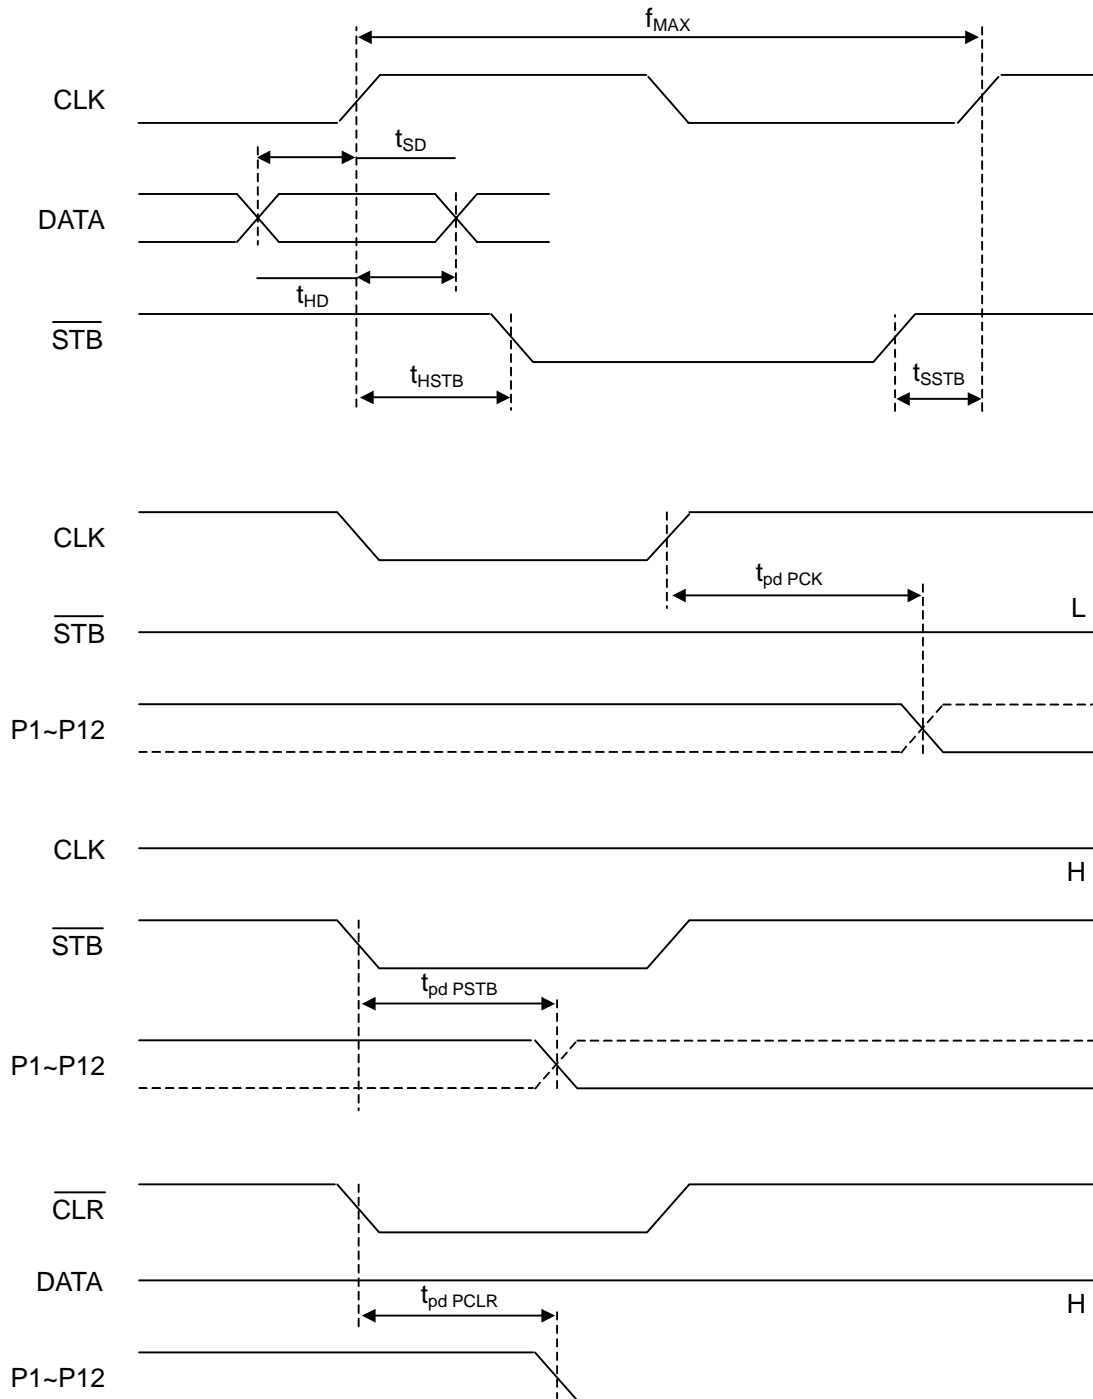 fMAX
CLK
tSD
DATA
tHD
STB
tHSTB
tSSTB
CLK
tpd PCK
L
STB
P1~P12
CLK
H
STB
tpd PSTB
P1~P12
CLR
DATA
H
tpd PCLR
P1~P12